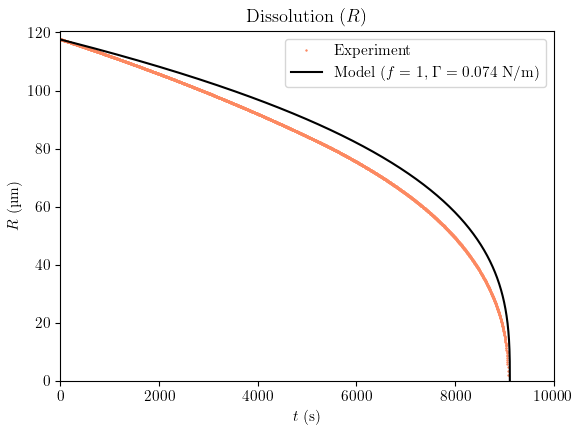 Dissolution (R)
Experiment
Model (f = 1, Γ = 0.074 N/m)
120
100
80
60
40
20
0
R (µm)
0 2000 4000 6000 8000 10000
t (s)